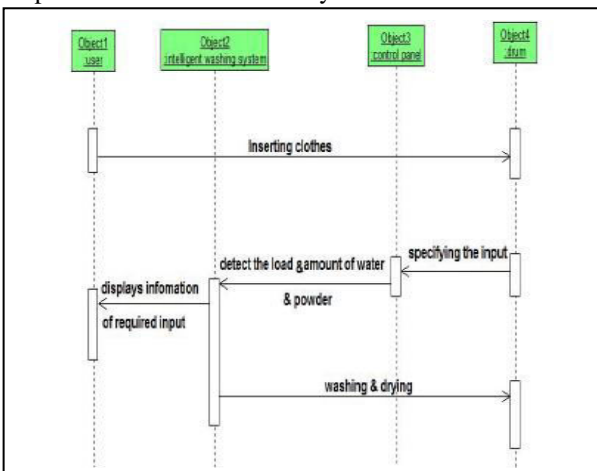 Object1
:user
Object2
:intelligent washing system
Object3
:control panel
Object4
:drum
Inserting clothes
specifying the input
detect the load &amount of water
& powder
displays infomation
of required input
washing & drying